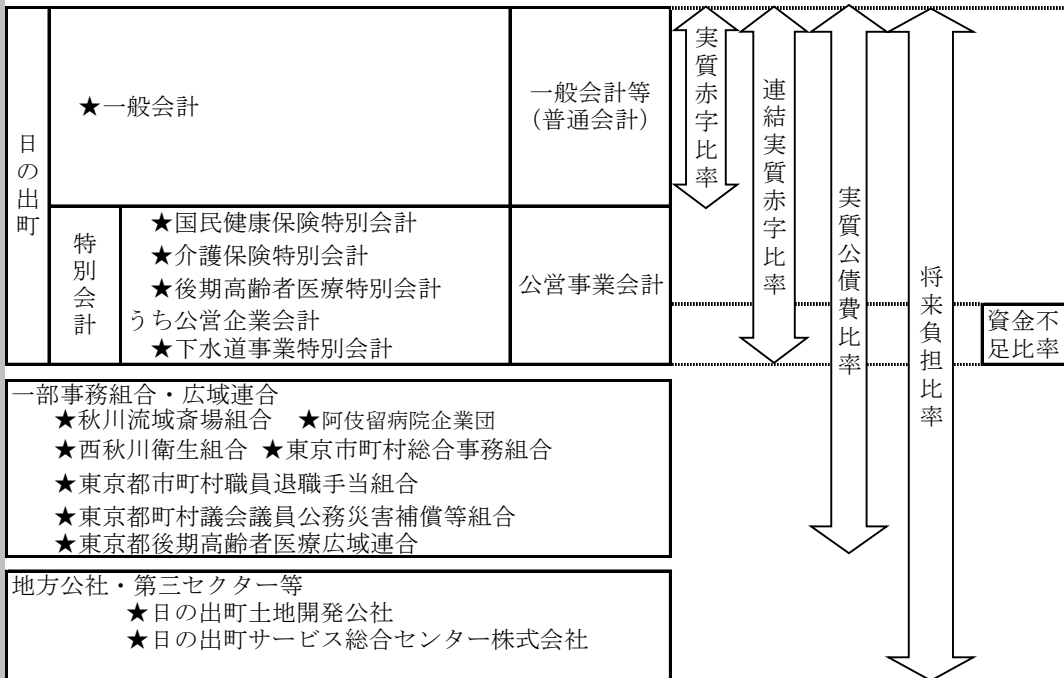 日の出町
★一般会計
一般会計等
（普通会計）
特別会計
★国民健康保険特別会計
★介護保険特別会計
★後期高齢者医療特別会計
うち公営企業会計
★下水道事業特別会計
公営事業会計
実質赤字比率
連結実質赤字比率
実質公債費比率
将来負担比率
資金不
足比率
一部事務組合・広域連合
★秋川流域斎場組合　★阿伎留病院企業団
★西秋川衛生組合 ★東京市町村総合事務組合
★東京都市町村職員退職手当組合
★東京都町村議会議員公務災害補償等組合
★東京都後期高齢者医療広域連合
地方公社・第三セクター等
★日の出町土地開発公社
★日の出町サービス総合センター株式会社